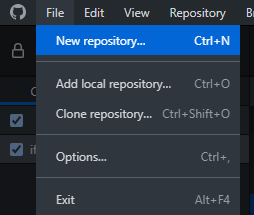 File Edit View Repository
New repository... Ctrl+N
Add local repository... Ctrl+O
Clone repository... Ctrl+Shift+O
Options... Ctrl+,
Exit Alt+F4